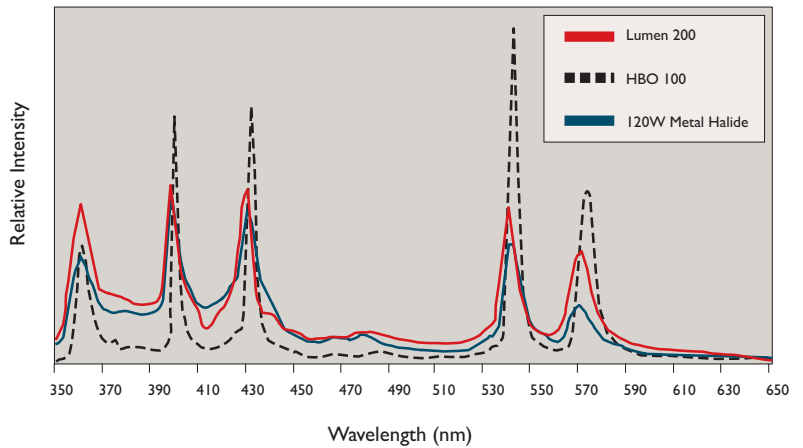 Lumen 200
HBO 100
120W Metal Halide
Relative Intensity
350 370 390 410 430 450 470 490 510 530 550 570 590 610 630 650
Wavelength (nm)